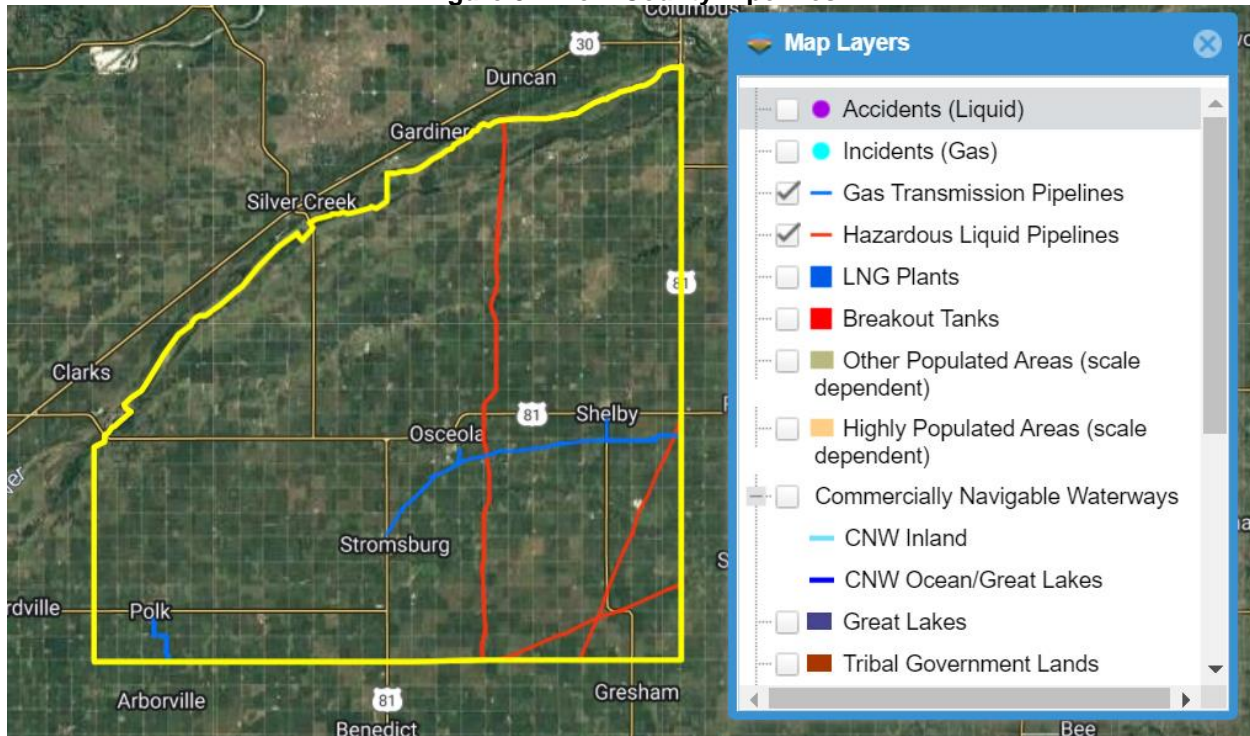 Columbus
30
Duncan
Gardiner
Silver Creek
81
Clarks
81
Shelby
Osceola
Stromsburg
Polk
Arborville
81
Gresham
Benedict
Bee
Map Layers
Accidents (Liquid)
Incidents (Gas)
Gas Transmission Pipelines
Hazardous Liquid Pipelines
LNG Plants
Breakout Tanks
Other Populated Areas (scale
dependent)
Highly Populated Areas (scale
dependent)
Commercially Navigable Waterways
CNW Inland
CNW Ocean/Great Lakes
Great Lakes
Tribal Government Lands